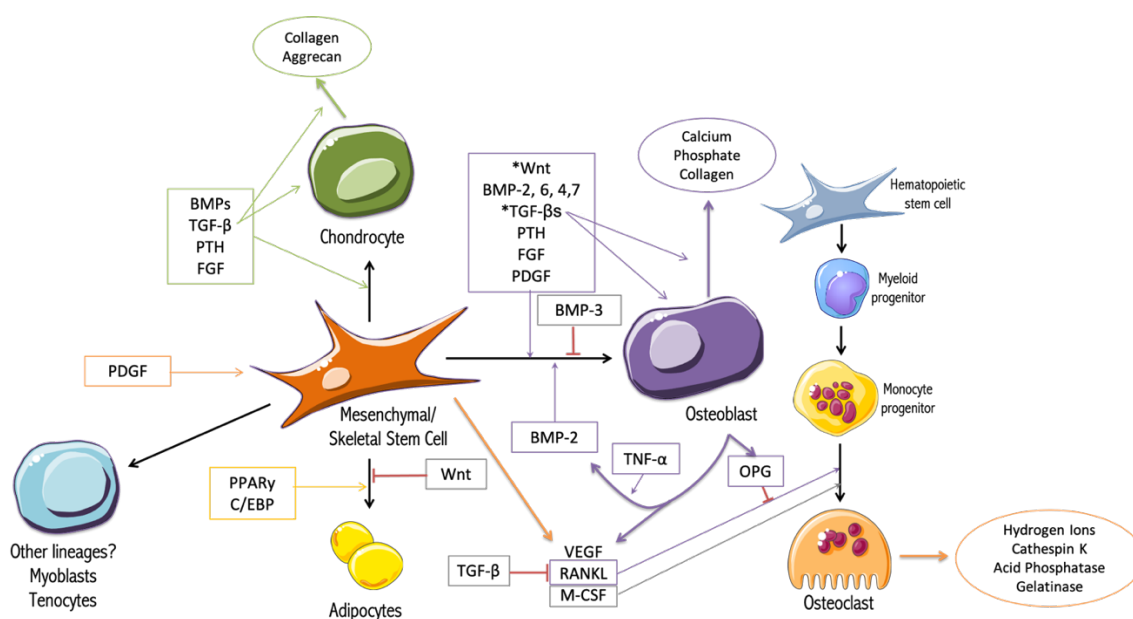 Collagen
Aggrecan
BMPs
TGF-β
PTH
FGF
Chondrocyte
*Wnt
BMP-2, 6, 4,7
*TGF-βs
PTH
FGF
PDGF
Calcium
Phosphate
Collagen
Hematopoietic
stem cell
Myeloid
progenitor
BMP-3
PDGF
Mesenchymal/
Skeletal Stem Cell
Osteoblast
Monocyte
progenitor
BMP-2
TNF-α
OPG
Wnt
PPARγ
C/EBP
Other lineages?
Myoblasts
Tenocytes
Adipocytes
TGF-β
VEGF
RANKL
M-CSF
Osteoclast
Hydrogen Ions
Cathespin K
Acid Phosphatase
Gelatinase